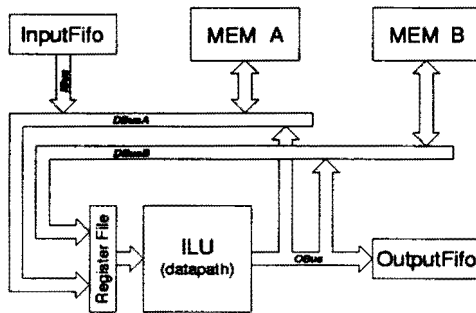 InputFifo
MEM A
MEM B
IBus
DBusA
DBusB
Register File
ILU
(datapath)
OBus
OutputFifo